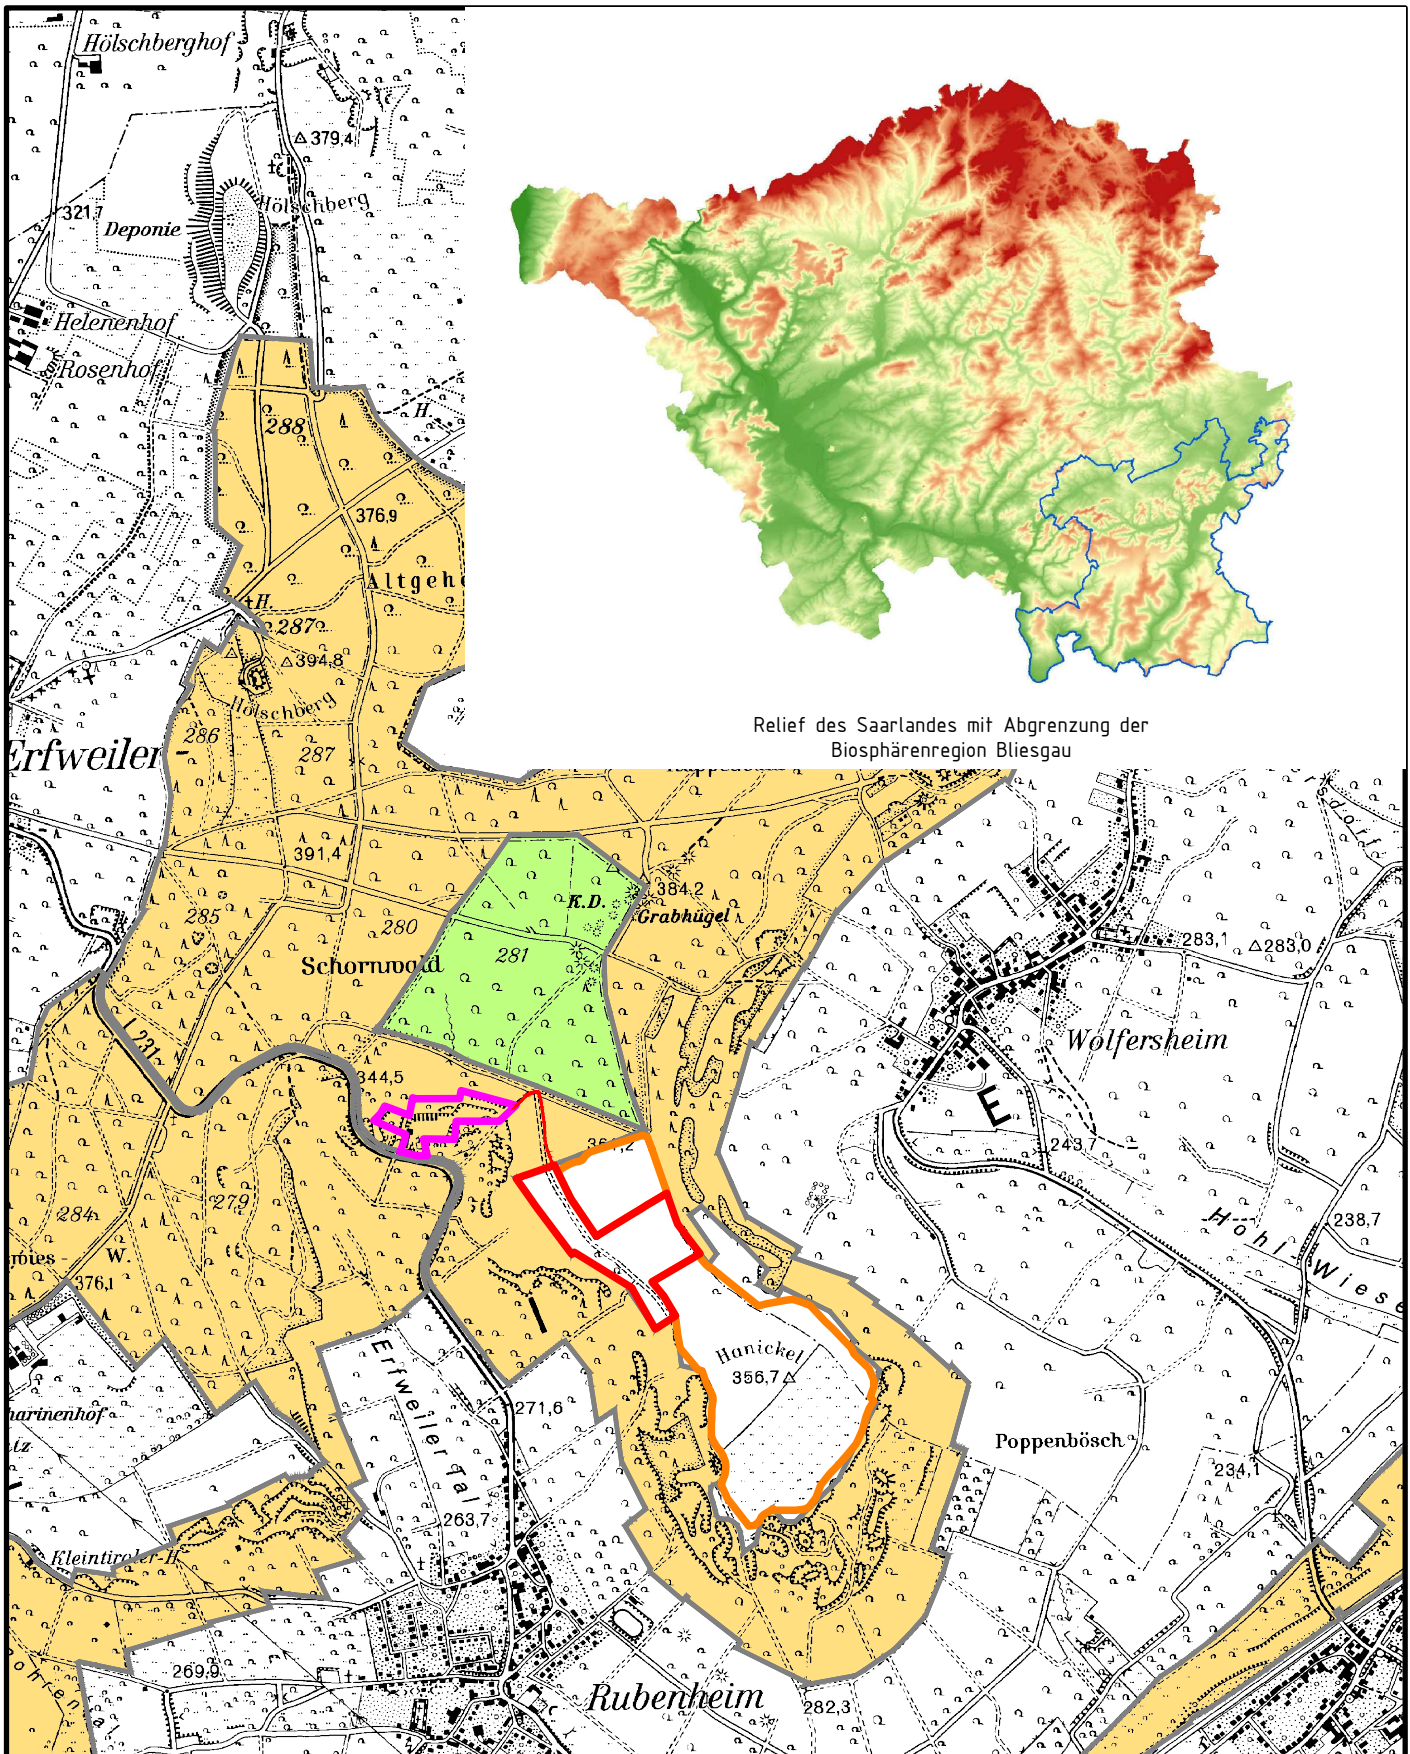 Hölschberghof
379,4
Hölschberg
321,7
Deponie
Helenenhof
Rosenhof
H.
288
376,9
H.
287
394,8
Hölschberg
286
287
Erfweiler-
Relief des Saarlandes mit Abgrenzung der
Biosphärenregion Bliesgau
391,4
384,2
K.D.
Grabhügel
285
280
281
Schornwald
283,1
283,0
L 231
Wolfersheim
344,5
E
243,7
279
284
Hohl-Wiese
238,7
W.
376,1
Hanickel
356,7
Erfweiler Tal
271,6
Poppenbösch
234,1
263,7
Kleintiroler-H.
269,9
Rubenheim
282,3